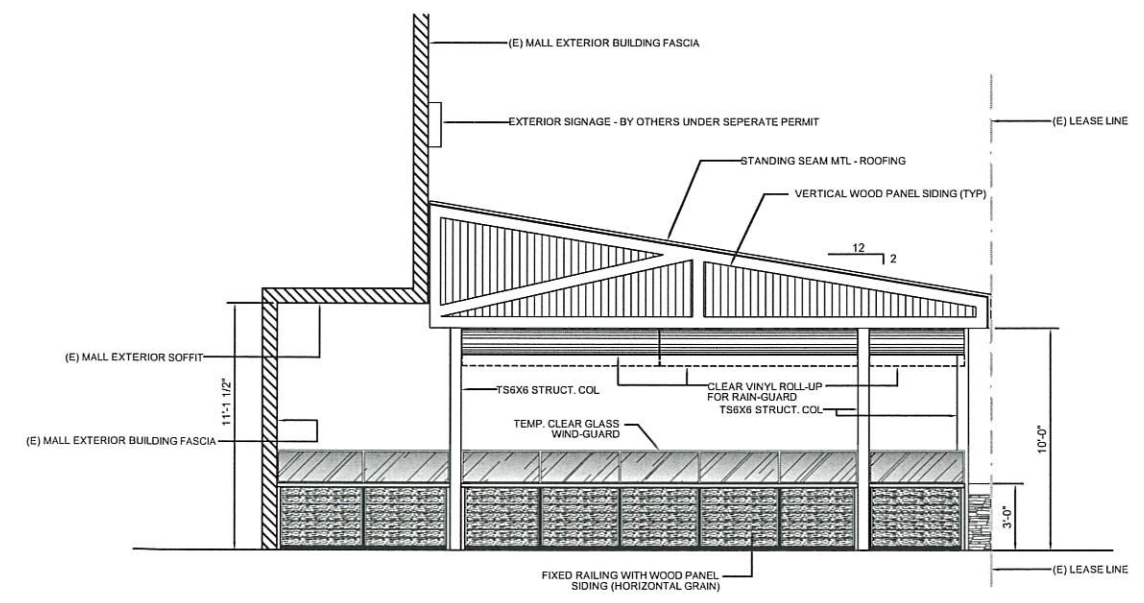 (E) MALL EXTERIOR BUILDING FASCIA
EXTERIOR SIGNAGE - BY OTHERS UNDER SEPERATE PERMIT
(E) LEASE LINE
STANDING SEAM MTL - ROOFING
VERTICAL WOOD PANEL SIDING (TYP)
12
2
(E) MALL EXTERIOR SOFFIT
11'-1 1/2"
TS6X6 STRUCT. COL
CLEAR VINYL ROLL-UP
FOR RAIN-GUARD
TS6X6 STRUCT. COL
TEMP. CLEAR GLASS
WIND-GUARD
(E) MALL EXTERIOR BUILDING FASCIA
10'-0"
3'-0"
FIXED RAILING WITH WOOD PANEL
SIDING (HORIZONTAL GRAIN)
(E) LEASE LINE